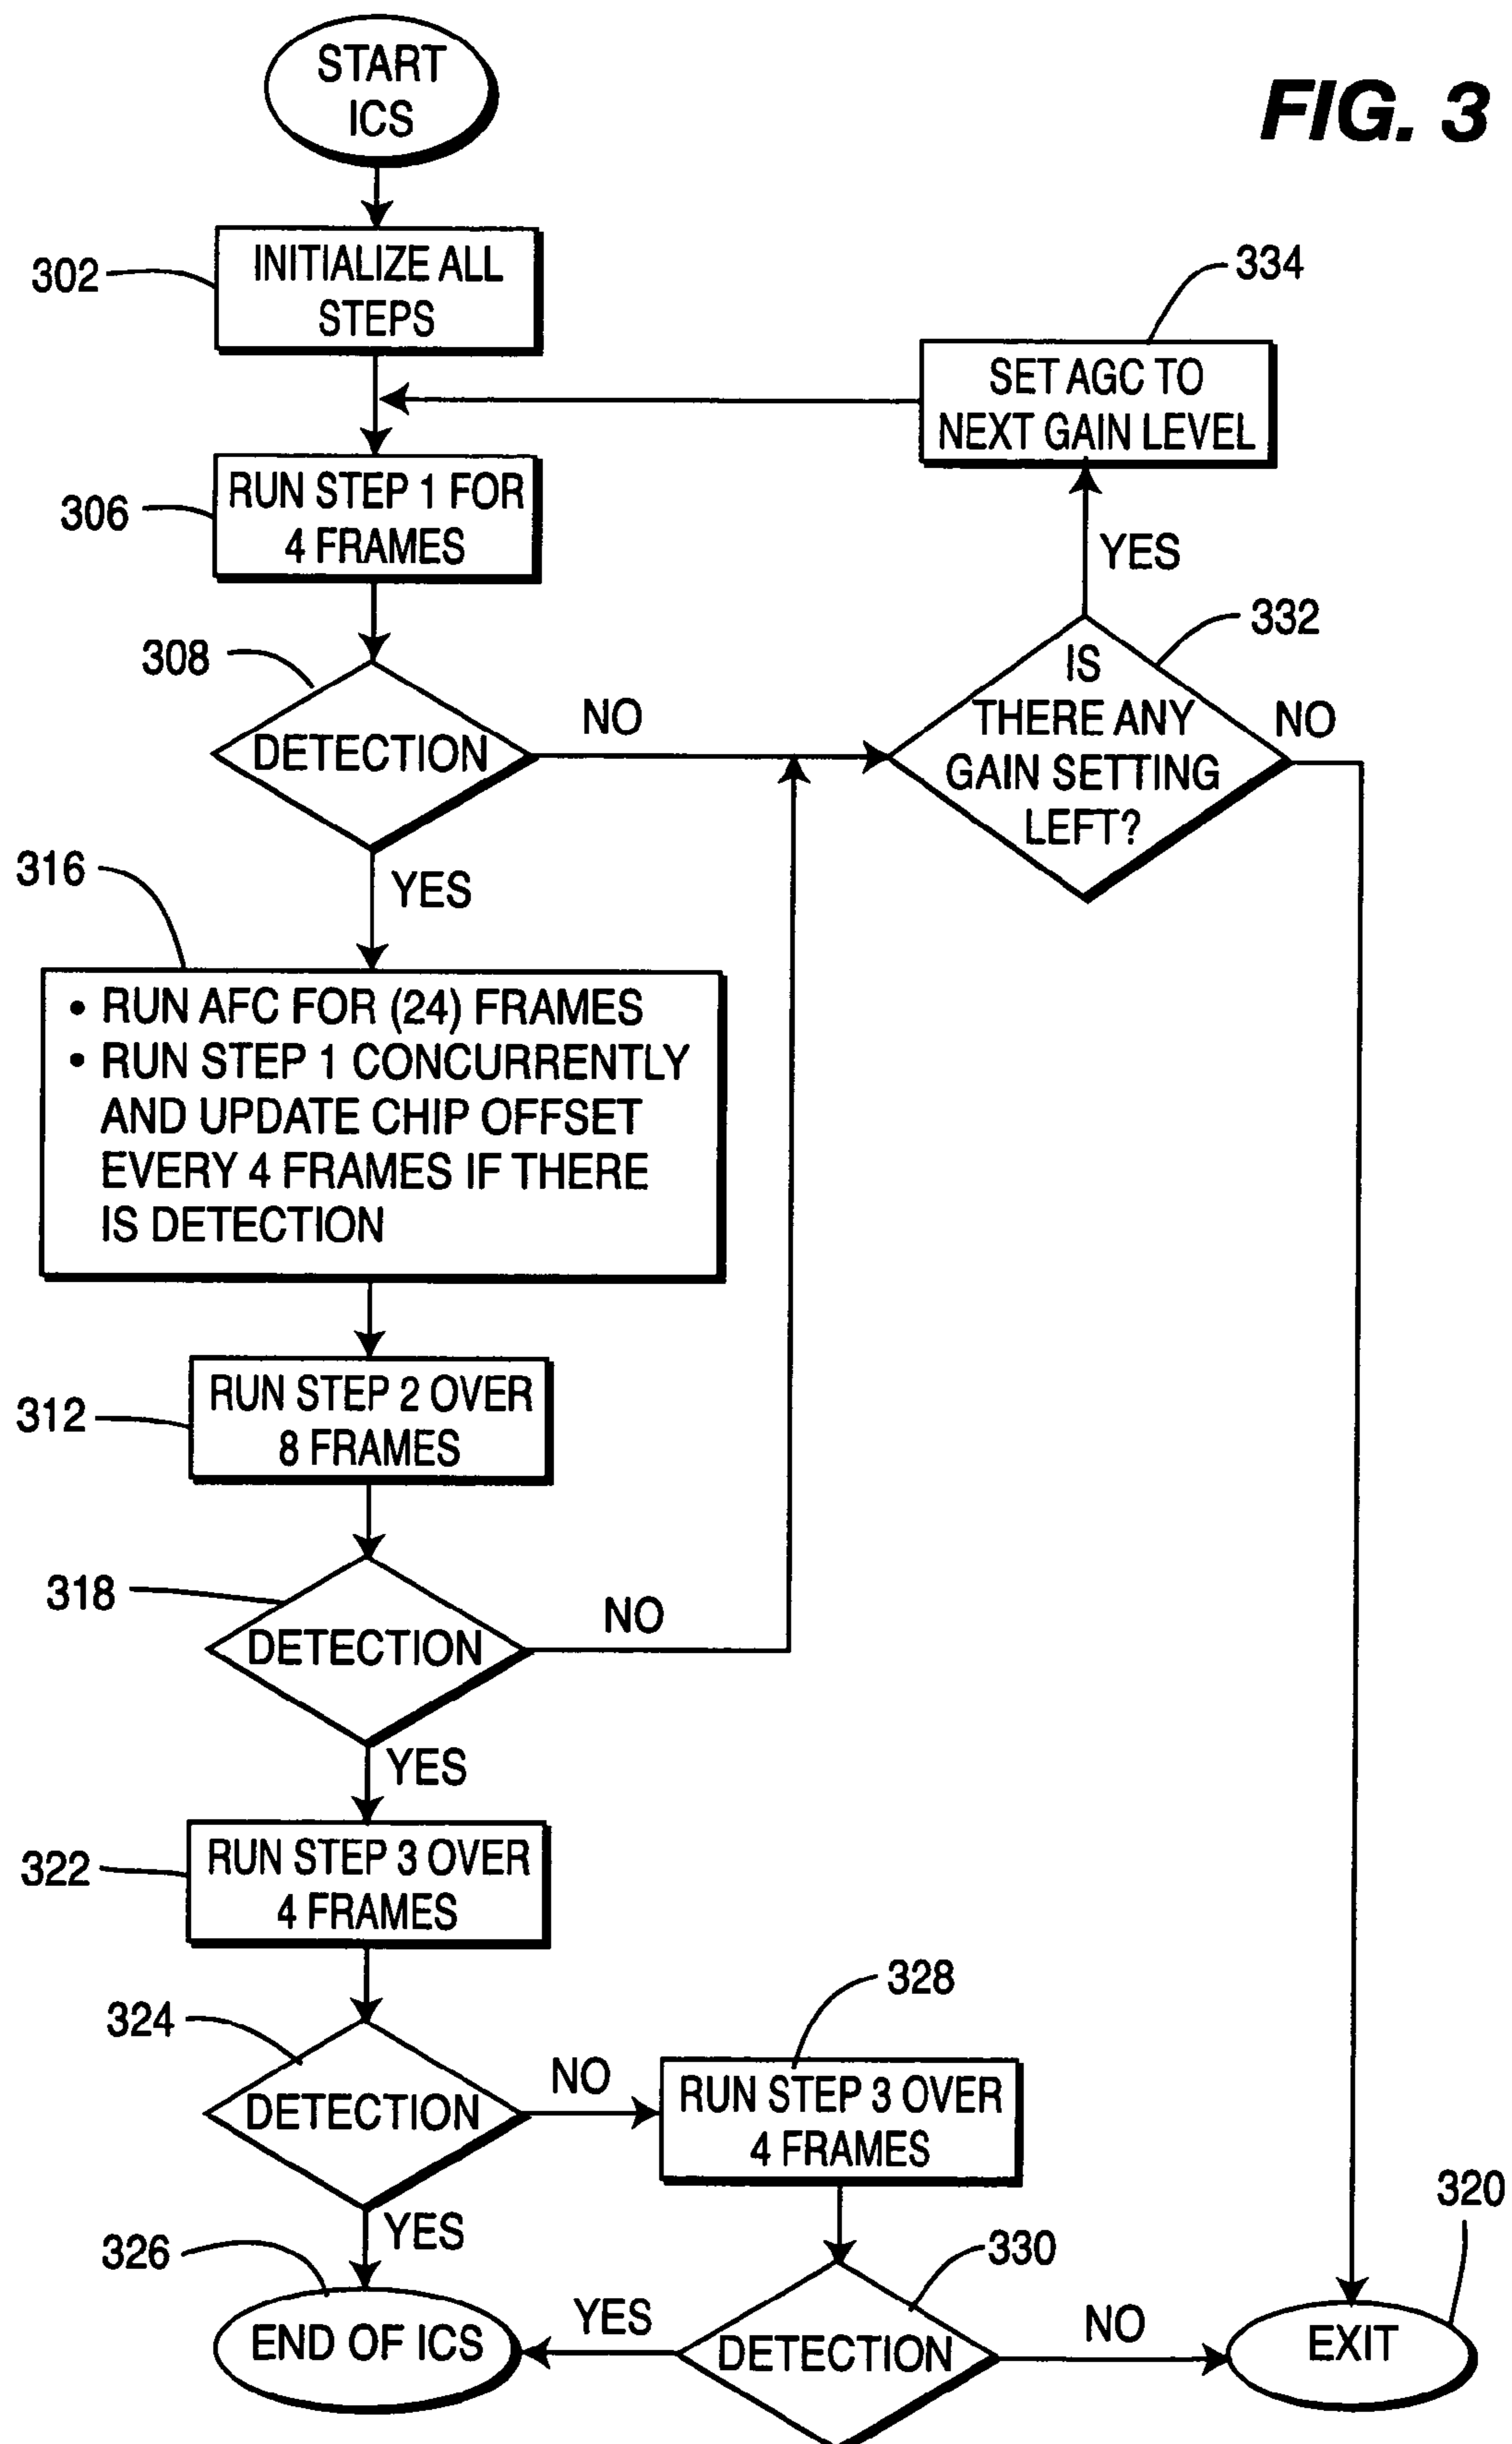 START
ICS
FIG. 3
302
INITIALIZE ALL
STEPS
334
SET AGC TO
NEXT GAIN LEVEL
306
RUN STEP 1 FOR
4 FRAMES
YES
332
308
DETECTION
NO
IS
THERE ANY
GAIN SETTING
LEFT?
NO
316
YES
• RUN AFC FOR (24) FRAMES
• RUN STEP 1 CONCURRENTLY
AND UPDATE CHIP OFFSET
EVERY 4 FRAMES IF THERE
IS DETECTION
312
RUN STEP 2 OVER
8 FRAMES
318
DETECTION
NO
YES
322
RUN STEP 3 OVER
4 FRAMES
324
DETECTION
NO
328
RUN STEP 3 OVER
4 FRAMES
YES
326
END OF ICS
YES
330
DETECTION
NO
320
EXIT